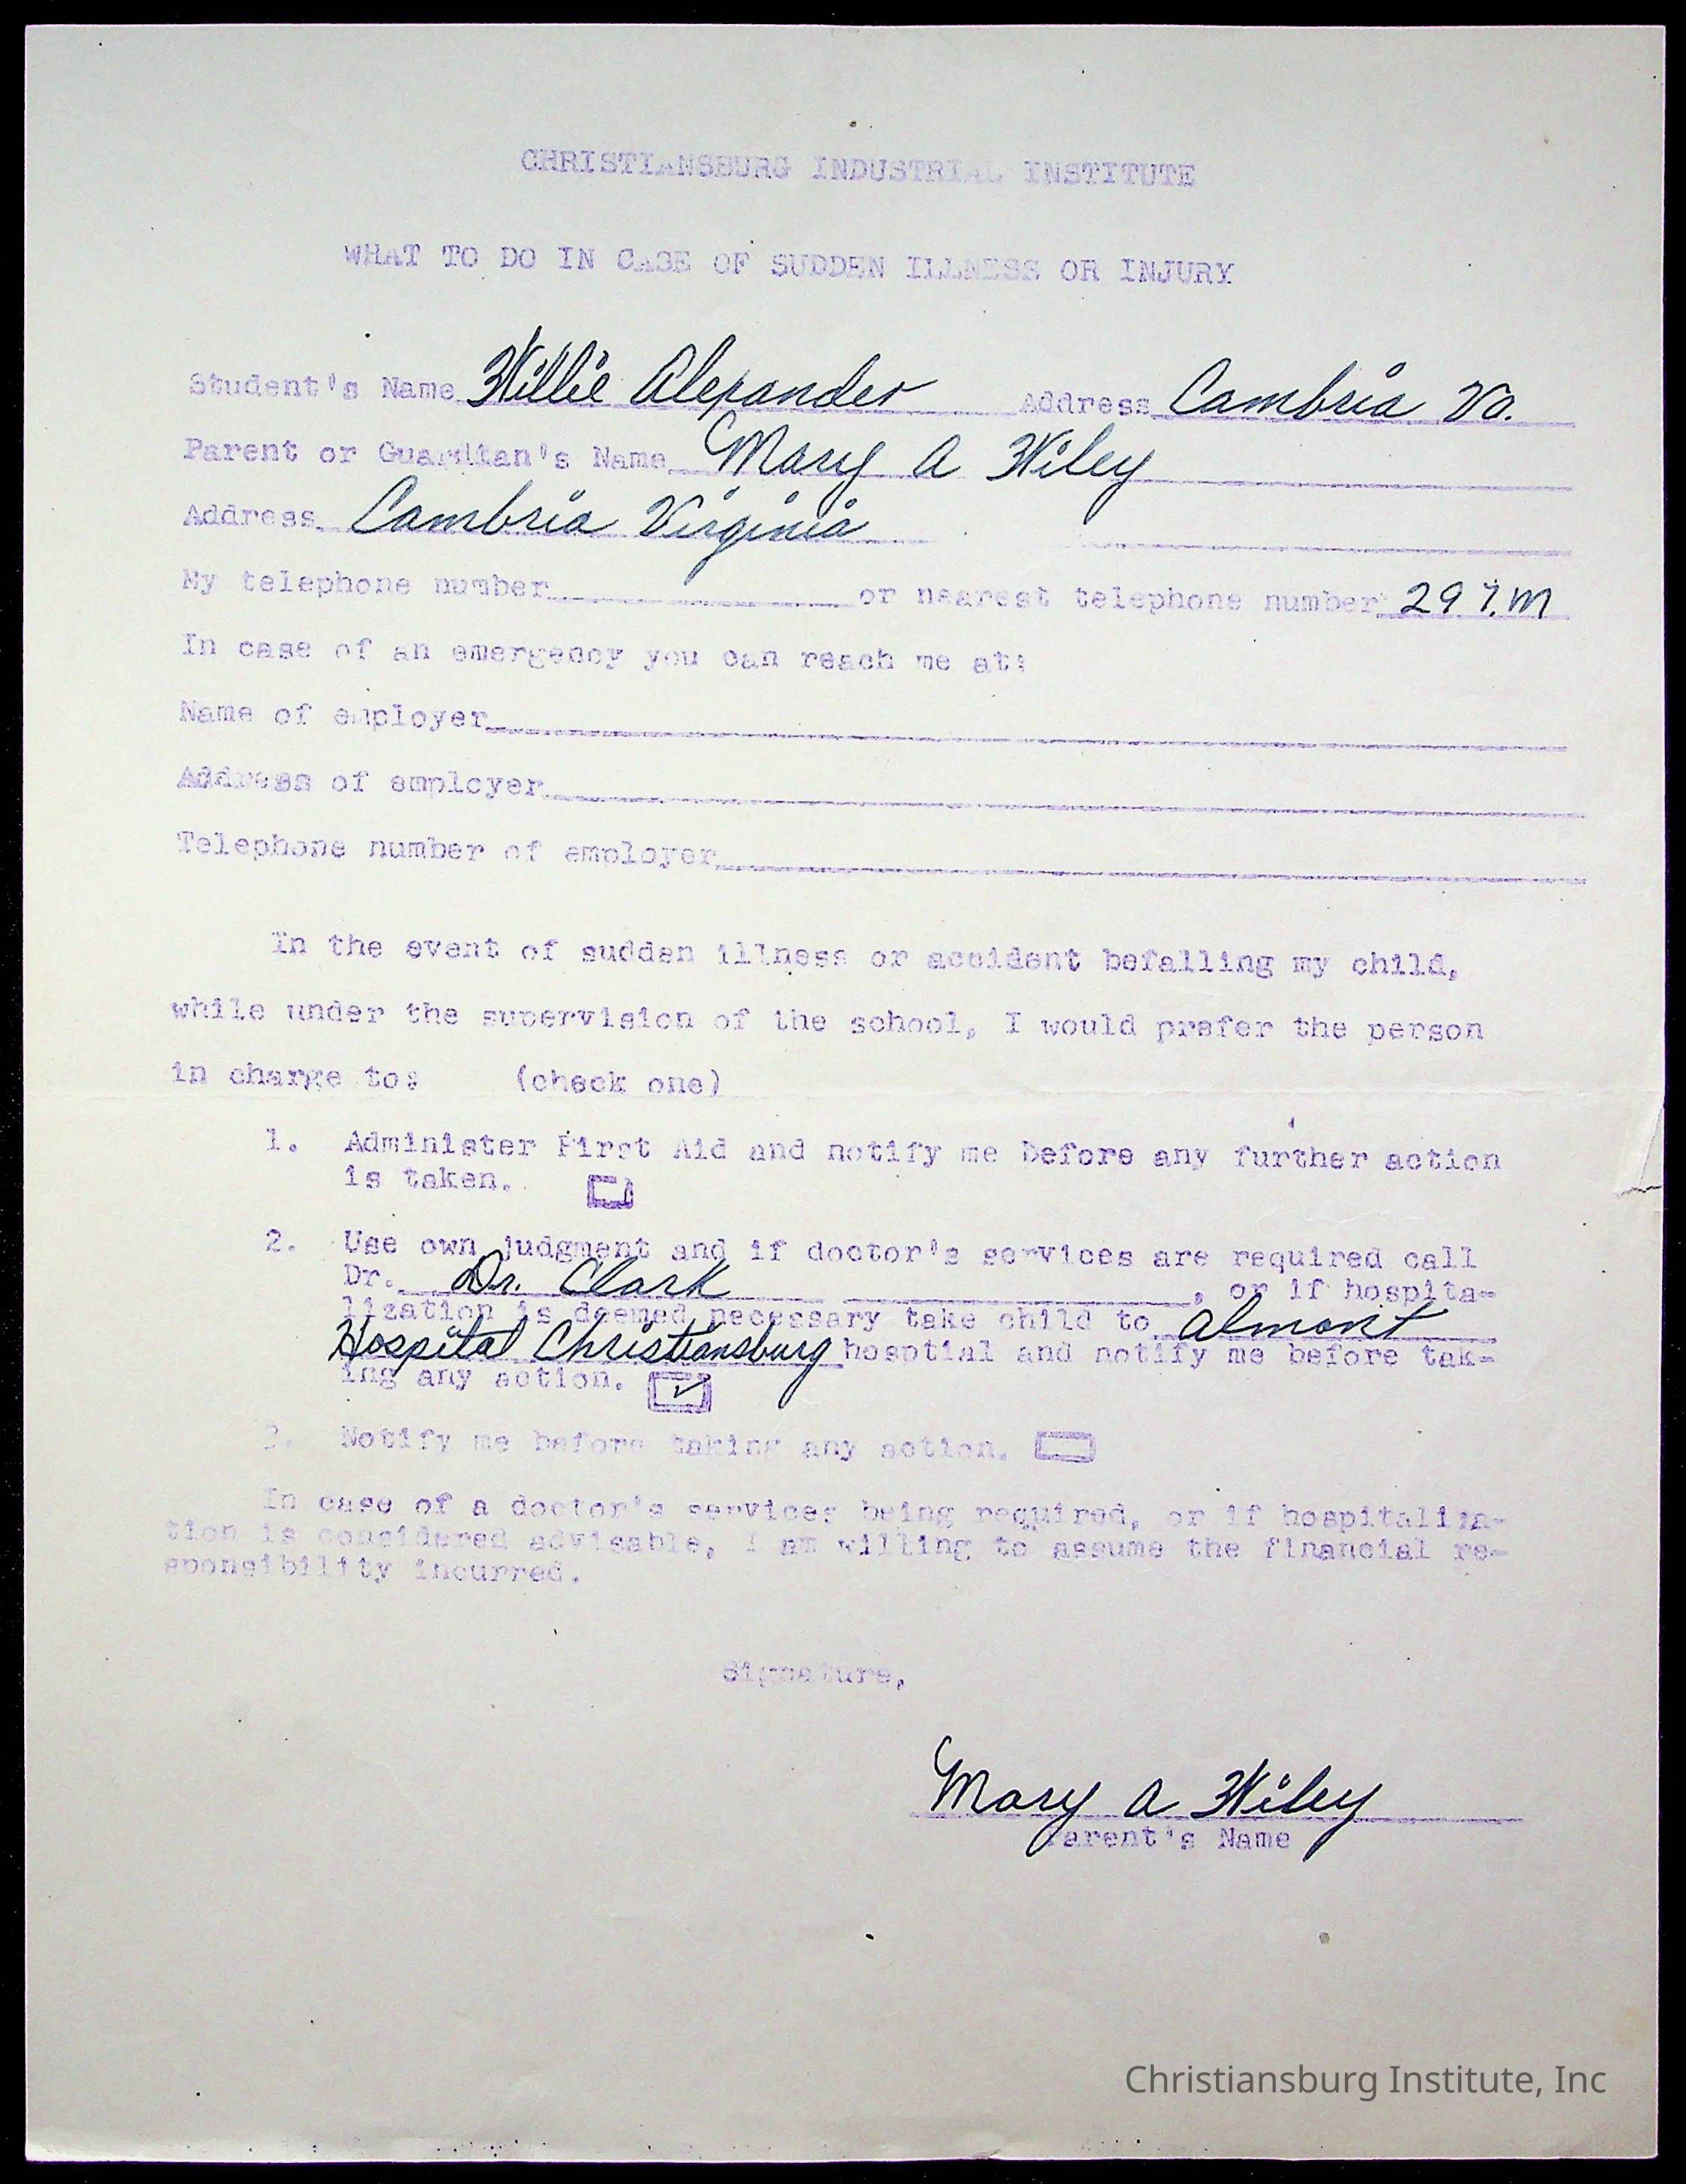 CHRISTIANSBURG INDUSTRIAL INSTITUTE
WHAT TO DO IN CASE OF SUDDEN ILLNESS OR INJURY
Student's Name Willie Alexander Address Cambria Va.
Parent or Guardian's Name Mary A Wiley
Address Cambria Virginia
My telephone number or nearest telephone number 297.M
In case of an emergency you can reach me at:
Name of employer
Address of employer
Telephone number of employer
In the event of sudden illness or accident befalling my child,
while under the supervision of the school, I would prefer the person
in charge to: (check one)
1. Administer First Aid and notify me before any further action
is taken.
2. Use own judgment and if doctor's services are required call
Dr. Dr. Clark , or if hospita-
lization is deemed necessary take child to Almont
Hospital Christiansburg hosptial and notify me before tak-
ing any action. ✓
3. Notify me before taking any action.
In case of a doctor's services being required, or if hospitaliza-
tion is considered advisable, I am willing to assume the financial re-
sponsibility incurred.
Signature,
Mary A Wiley
Parent's Name
Christiansburg Institute, Inc